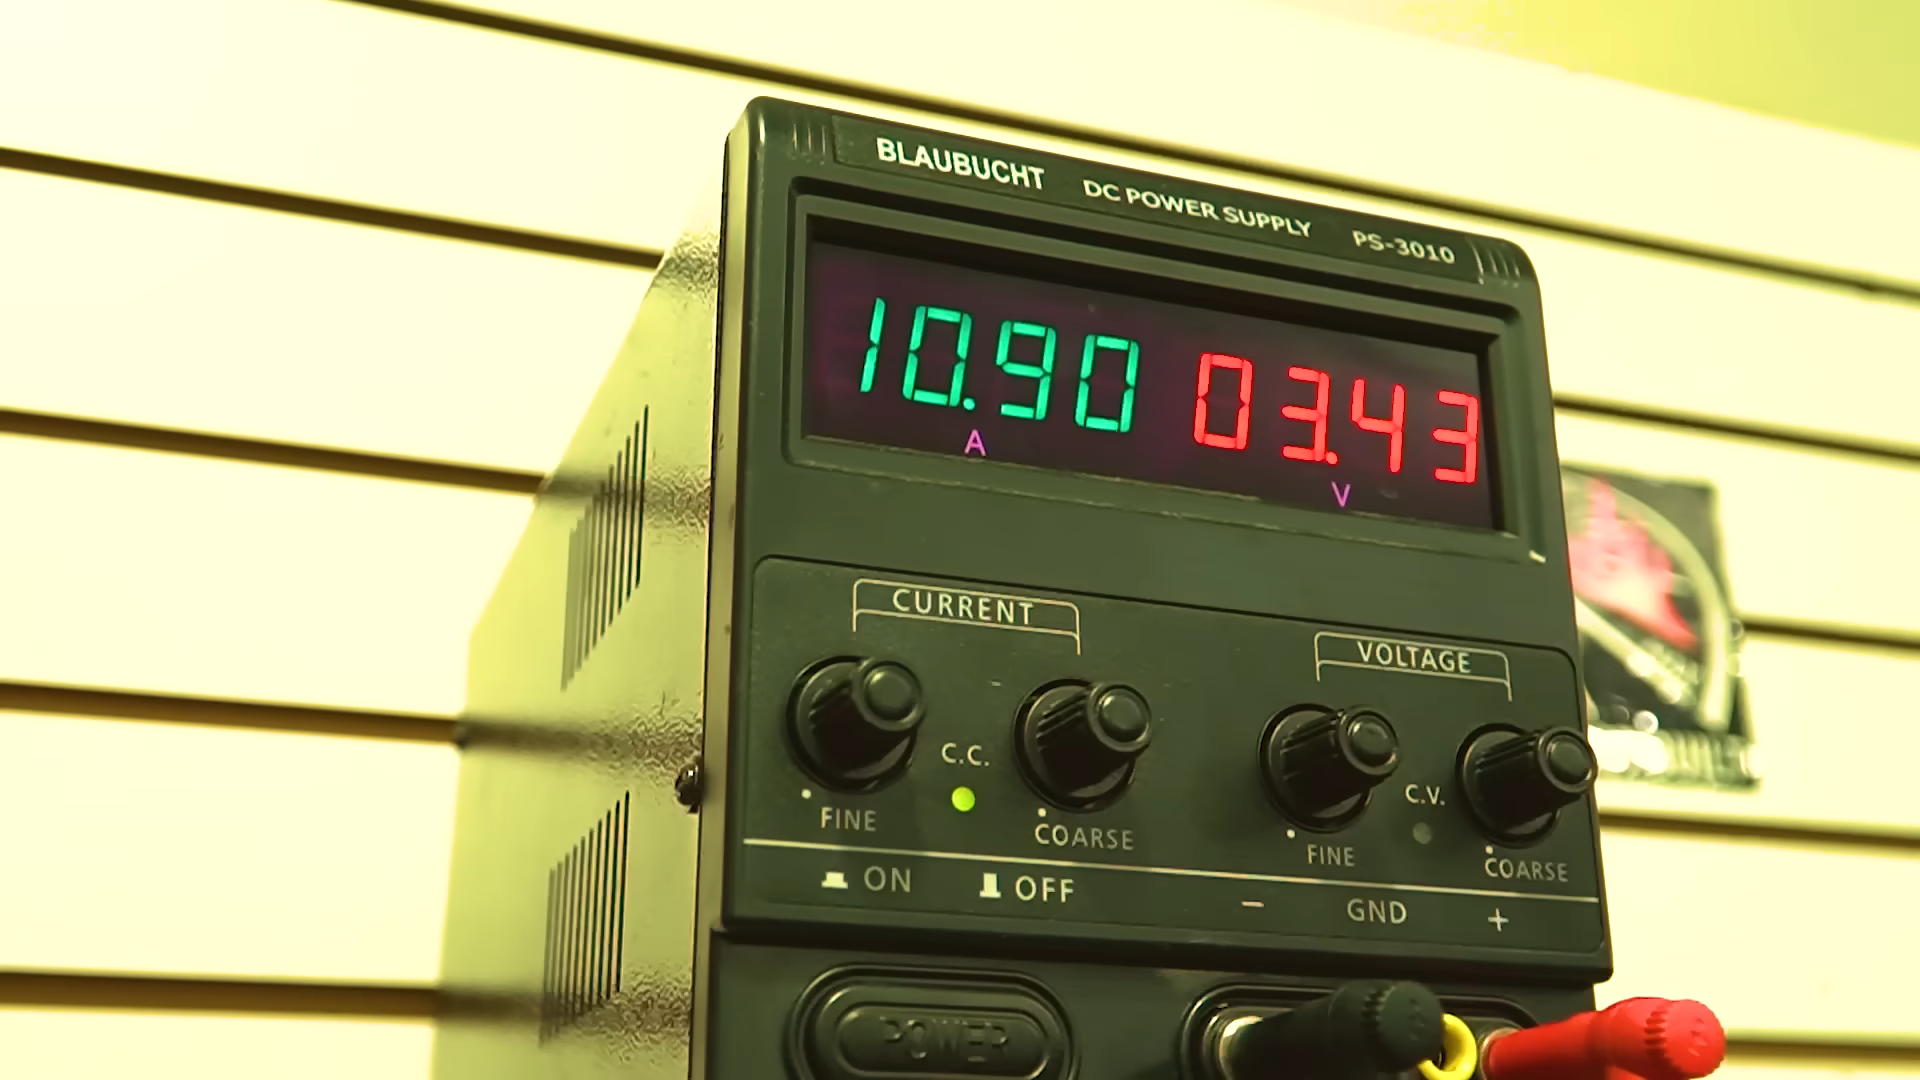 BLAUBUCHT DC POWER SUPPLY PS-3010
10.90 03.43
A V
CURRENT VOLTAGE
C.C. C.V.
FINE COARSE FINE COARSE
ON OFF - GND +
POWER